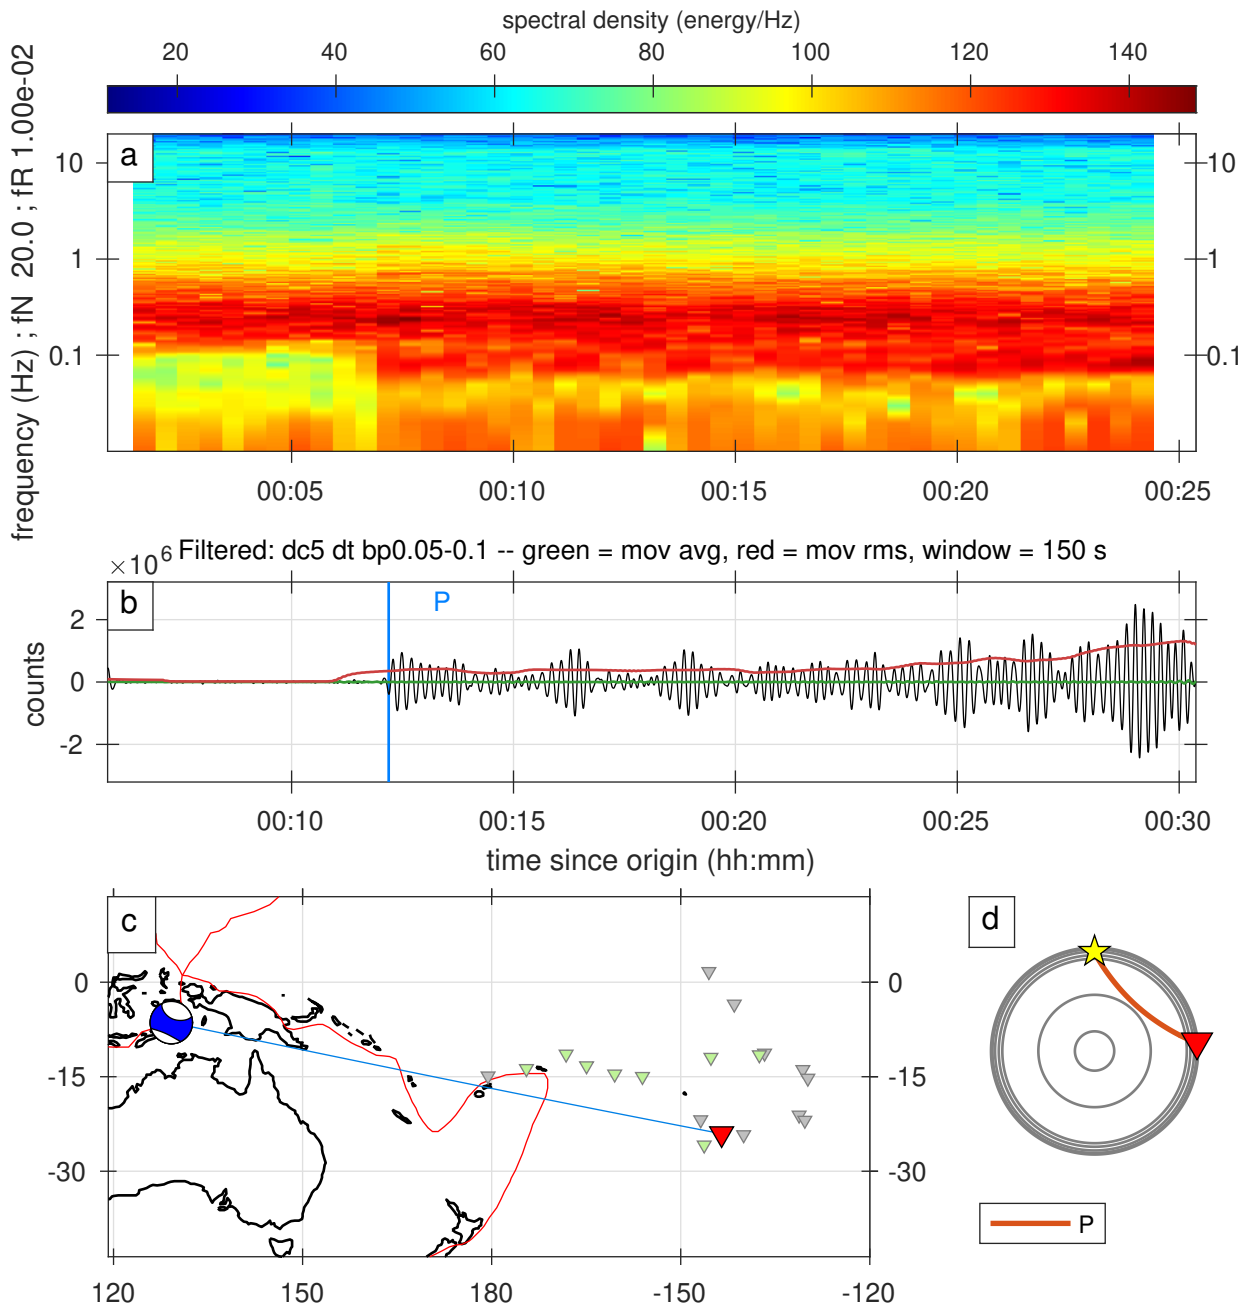 spectral density (energy/Hz)
20 40 60 80 100 120 140
frequency (Hz) ; fN 20.0 ; fR 1.00e-02
a
10 10
1 1
0.1 0.1
00:05 00:10 00:15 00:20 00:25
×10^6 Filtered: dc5 dt bp0.05-0.1 -- green = mov avg, red = mov rms, window = 150 s
b
P
counts
2
0
-2
00:10 00:15 00:20 00:25 00:30
time since origin (hh:mm)
c
d
0 0
-15 -15
-30 -30
120 150 180 -150 -120
P